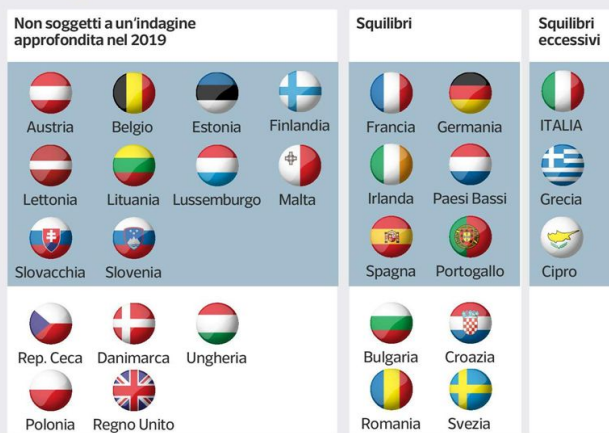 Non soggetti a un'indagine
approfondita nel 2019
Austria Belgio Estonia Finlandia
Lettonia Lituania Lussemburgo Malta
Slovacchia Slovenia
Rep. Ceca Danimarca Ungheria
Polonia Regno Unito
Squilibri
Francia Germania
Irlanda Paesi Bassi
Spagna Portogallo
Bulgaria Croazia
Romania Svezia
Squilibri
eccessivi
ITALIA
Grecia
Cipro